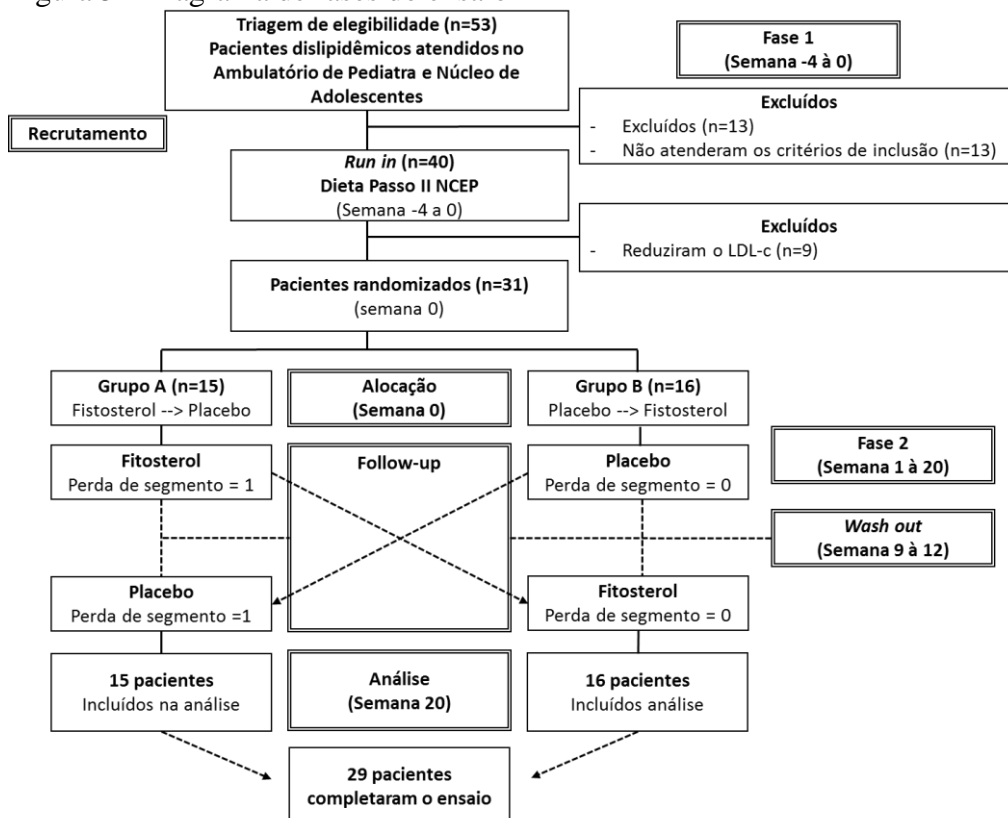 Triagem de elegibilidade (n=53)
Pacientes dislipidêmicos atendidos no
Ambulatório de Pediatra e Núcleo de
Adolescentes
Fase 1
(Semana -4 à 0)
Recrutamento
Excluídos
- Excluídos (n=13)
- Não atenderam os critérios de inclusão (n=13)
Run in (n=40)
Dieta Passo II NCEP
(Semana -4 a 0)
Excluídos
- Reduziram o LDL-c (n=9)
Pacientes randomizados (n=31)
(semana 0)
Grupo A (n=15)
Fistosterol --> Placebo
Alocação
(Semana 0)
Grupo B (n=16)
Placebo --> Fistosterol
Fitosterol
Perda de segmento = 1
Follow-up
Placebo
Perda de segmento = 0
Fase 2
(Semana 1 à 20)
Wash out
(Semana 9 à 12)
Placebo
Perda de segmento =1
Fitosterol
Perda de segmento = 0
15 pacientes
Incluídos na análise
Análise
(Semana 20)
16 pacientes
Incluídos análise
29 pacientes
completaram o ensaio